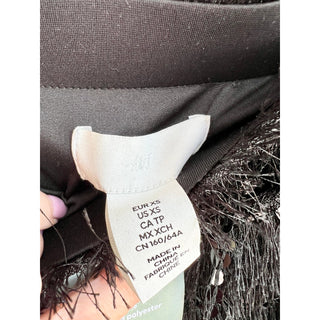 H&M
EUR XS
US XS
CA TP
MX XCH
CN 160/64A
MADE IN
CHINA
FABRIQUÉ EN
CHINE
polyester